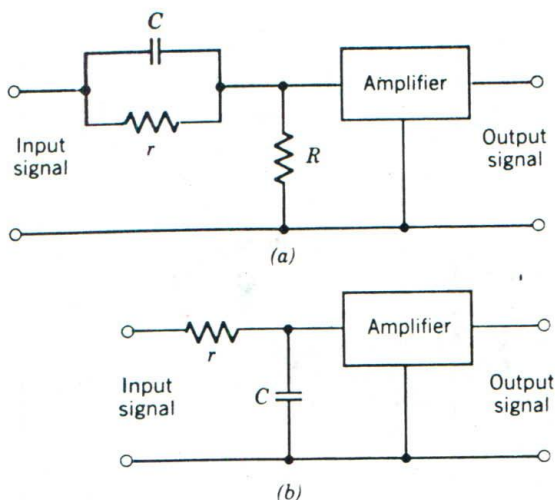 C
Amplifier
Input
signal
r
R
Output
signal
(a)
r
Amplifier
Input
signal
C
Output
signal
(b)